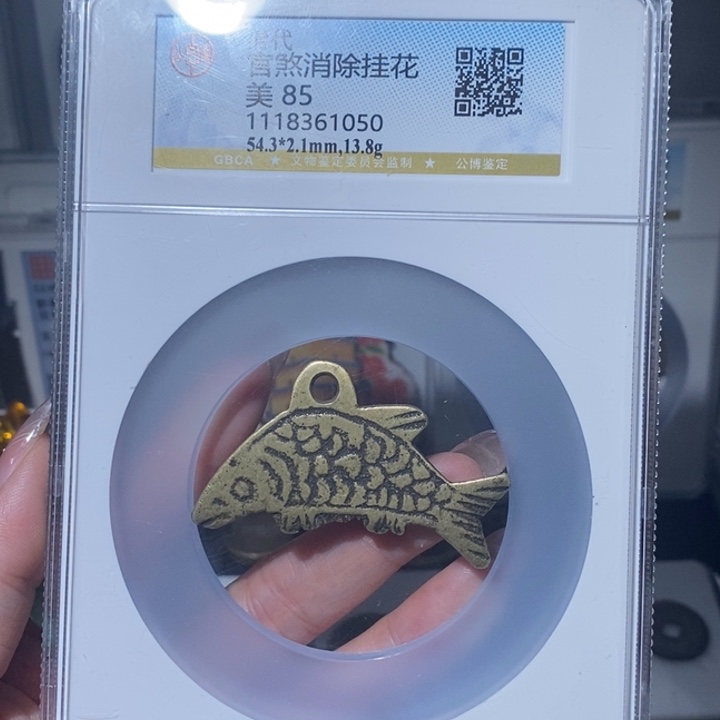 官煞消除挂花
美 85
1118361050
54.3*2.1mm,13.8g
GBCA ★ 文物鉴定委员会监制 ★ 公博鉴定